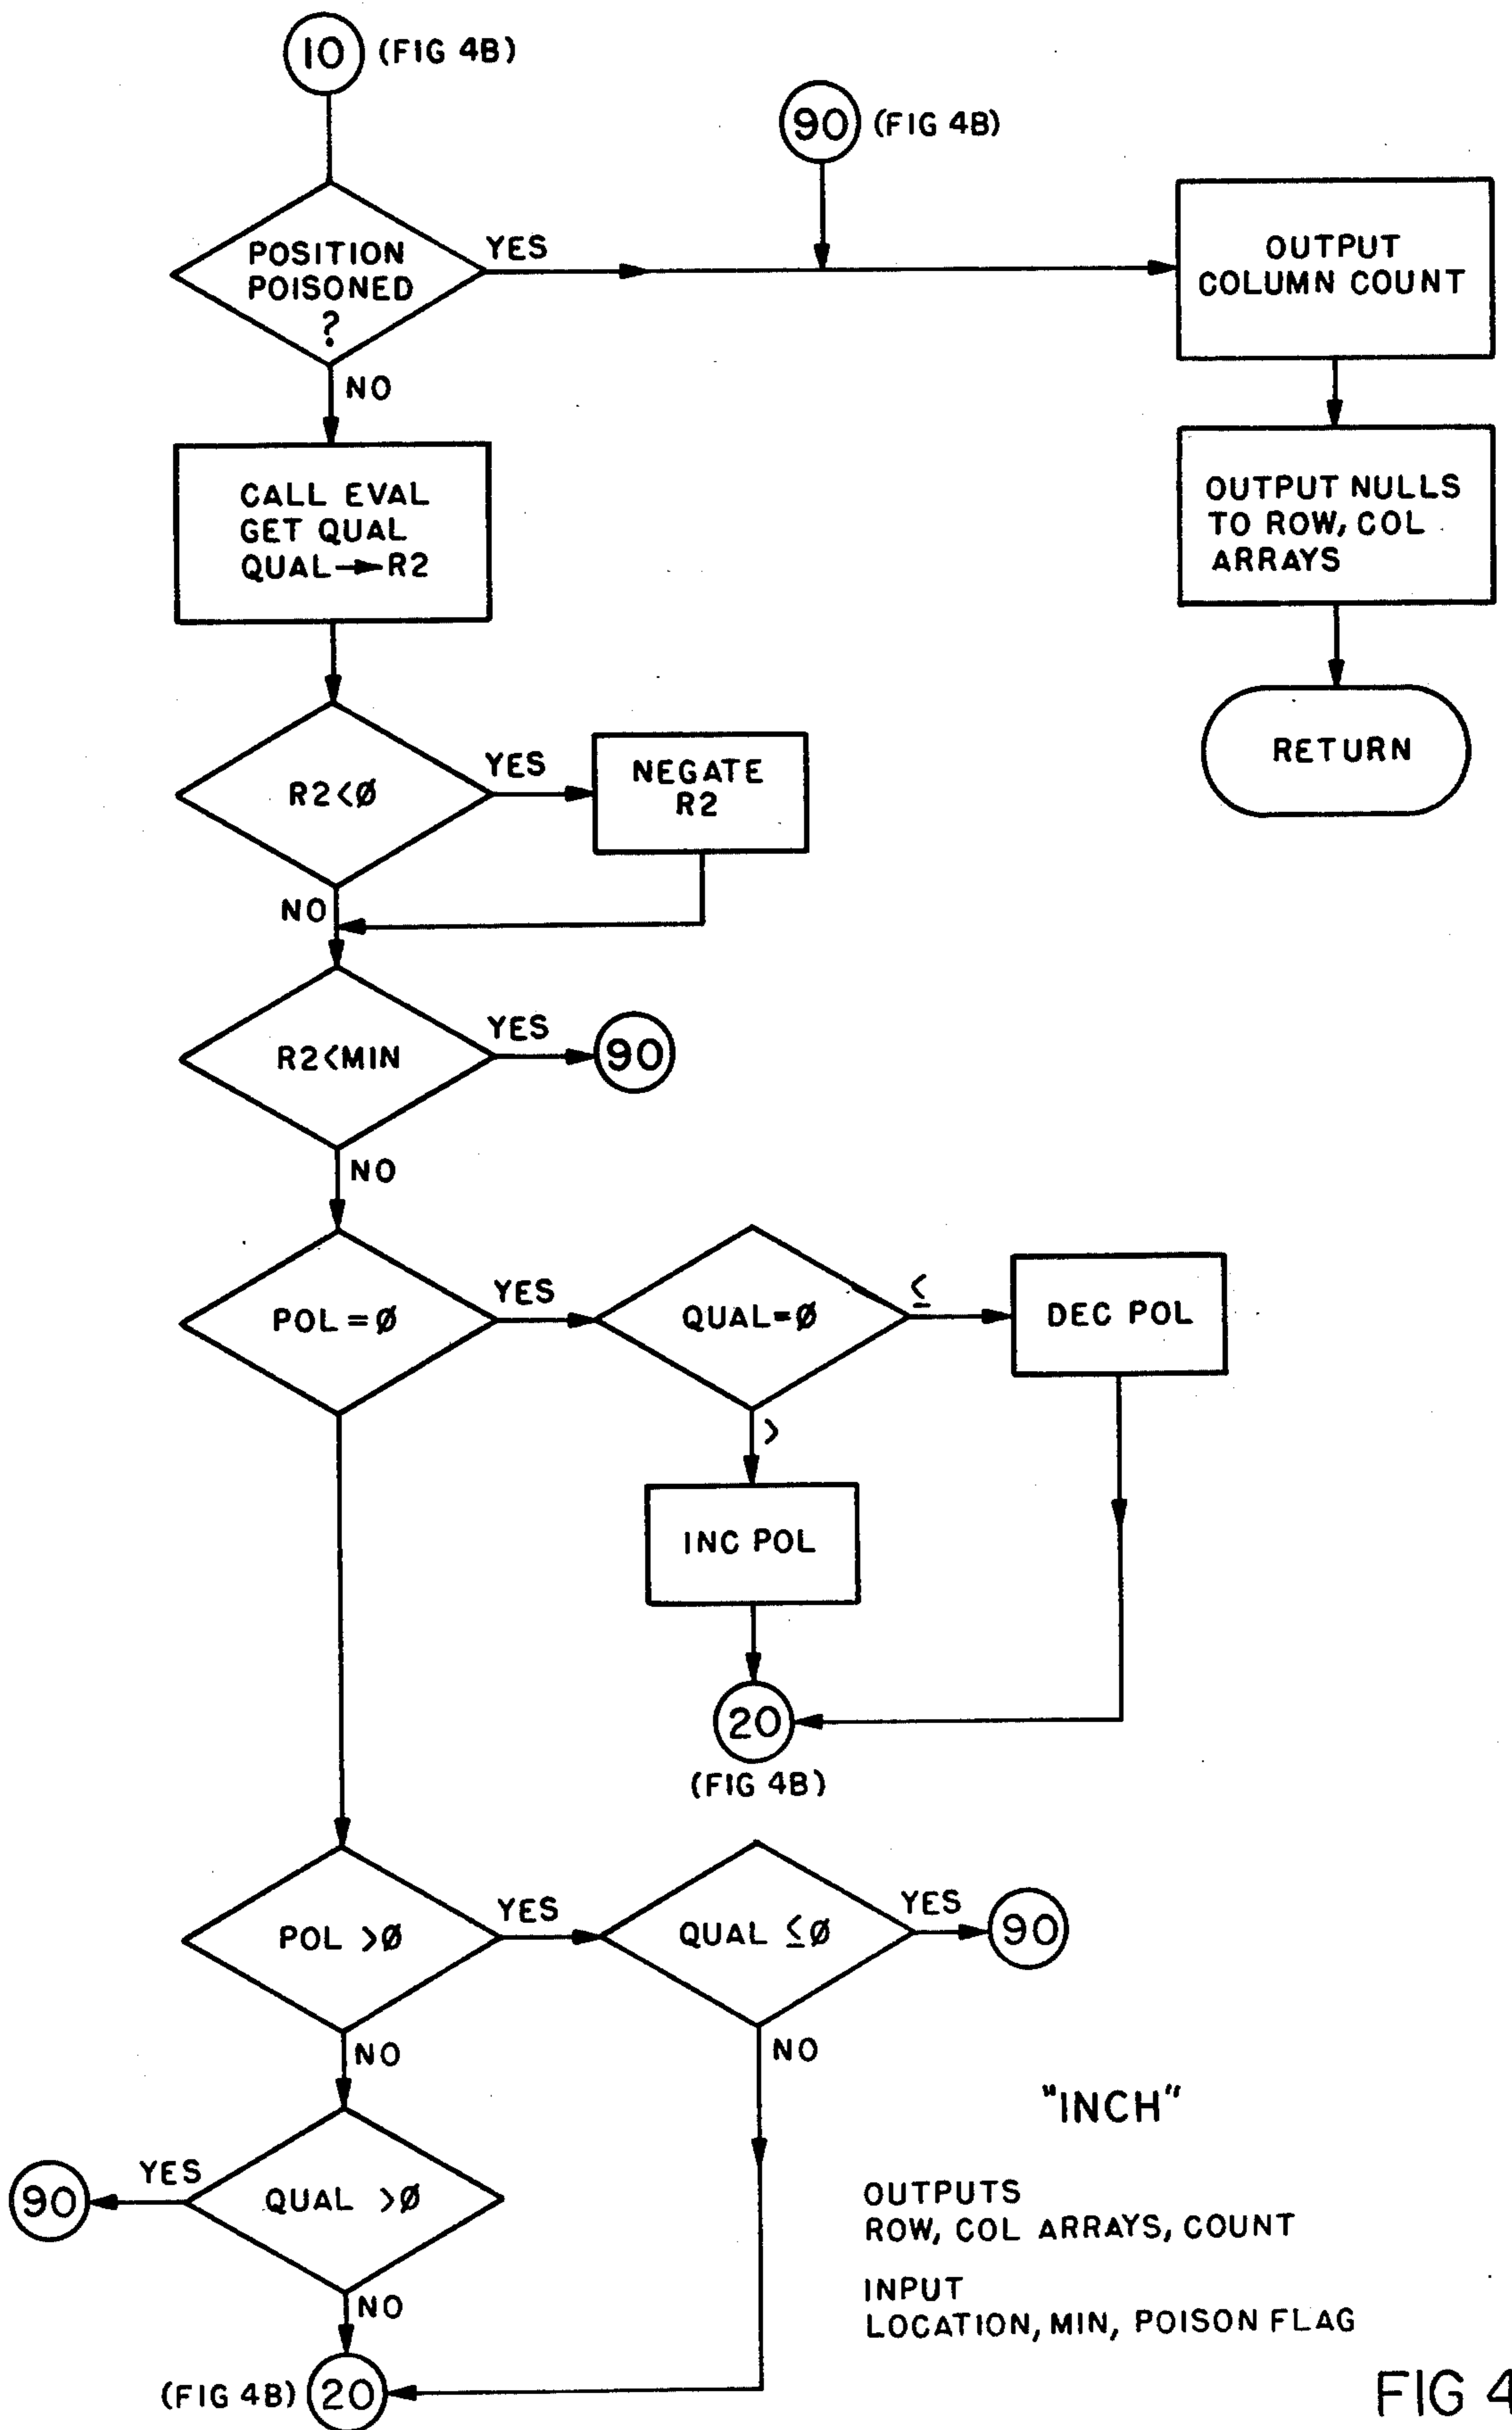 10 (FIG 4B)
90 (FIG 4B)
POSITION
POISONED
?
YES
NO
OUTPUT
COLUMN COUNT
CALL EVAL
GET QUAL
QUAL→R2
OUTPUT NULLS
TO ROW, COL
ARRAYS
RETURN
R2<Ø
YES
NEGATE
R2
NO
R2<MIN
YES
90
NO
POL=Ø
YES
QUAL=Ø
≤
DEC POL
>
INC POL
20
(FIG 4B)
POL >Ø
YES
QUAL ≤Ø
YES
90
NO
NO
QUAL >Ø
YES
90
NO
(FIG 4B) 20
"INCH"
OUTPUTS
ROW, COL ARRAYS, COUNT
INPUT
LOCATION, MIN, POISON FLAG
FIG 4